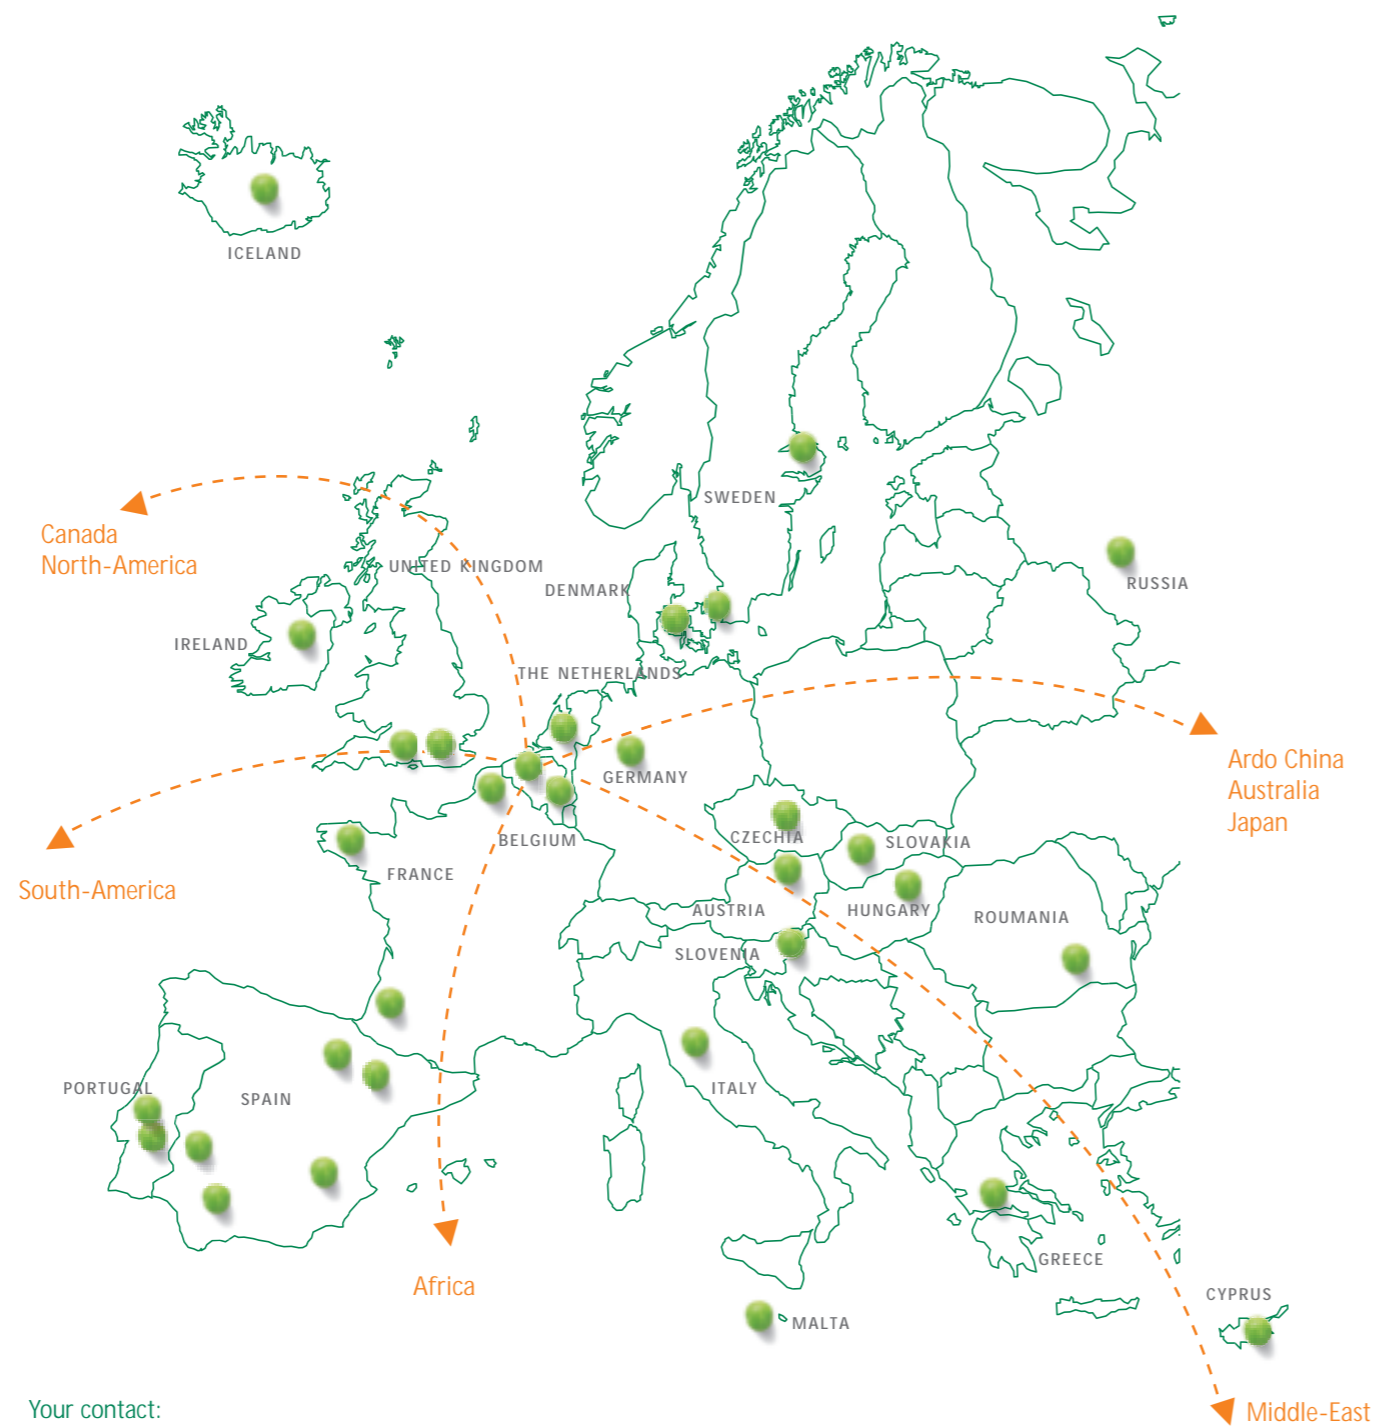 ICELAND
SWEDEN
Canada
North-America
UNITED KINGDOM
RUSSIA
DENMARK
IRELAND
THE NETHERLANDS
Ardo China
Australia
Japan
GERMANY
BELGIUM
CZECHIA
SLOVAKIA
FRANCE
South-America
AUSTRIA
HUNGARY
ROUMANIA
SLOVENIA
PORTUGAL
SPAIN
ITALY
GREECE
Africa
CYPRUS
MALTA
Your contact:
Middle-East